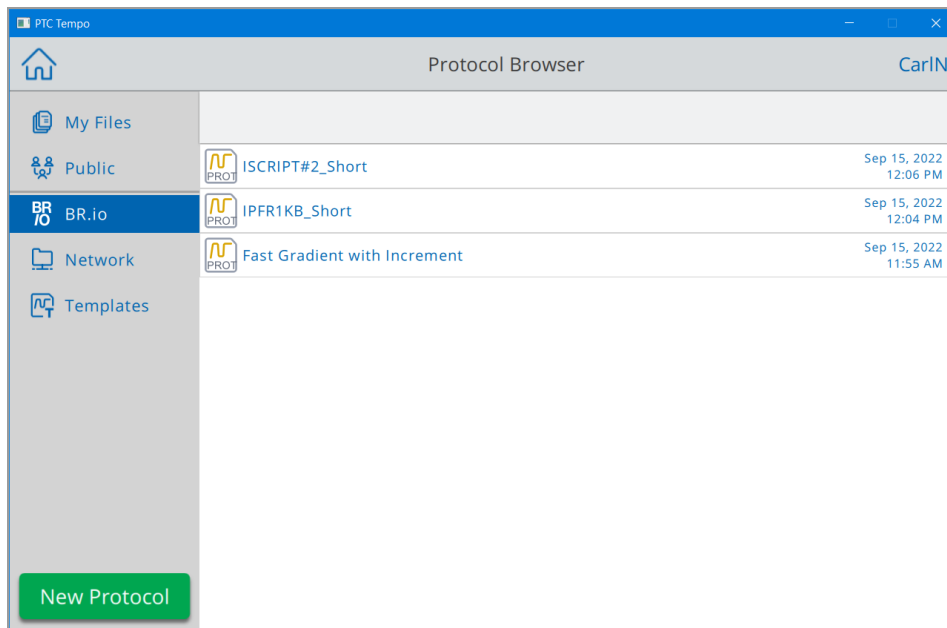 PTC Tempo
Protocol Browser
CarlN
My Files
Public
BR
IO
BR.io
Network
Templates
New Protocol
PROT
ISCRIPT#2_Short
Sep 15, 2022
12:06 PM
PROT
IPFR1KB_Short
Sep 15, 2022
12:04 PM
PROT
Fast Gradient with Increment
Sep 15, 2022
11:55 AM